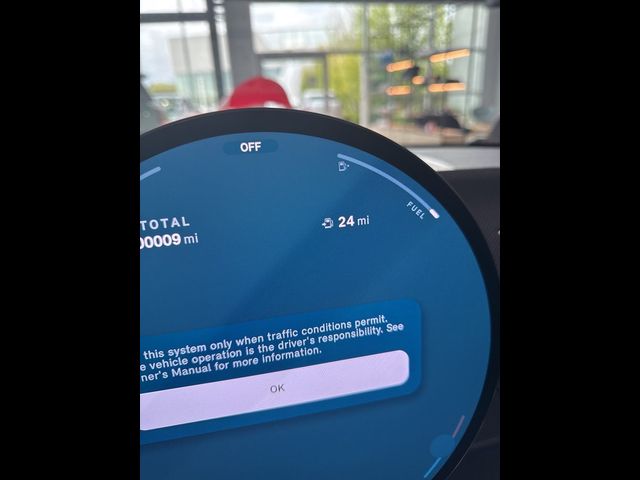 OFF
FUEL
TOTAL
00009 mi
24 mi
this system only when traffic conditions permit.
vehicle operation is the driver's responsibility. See
ner's Manual for more information.
OK